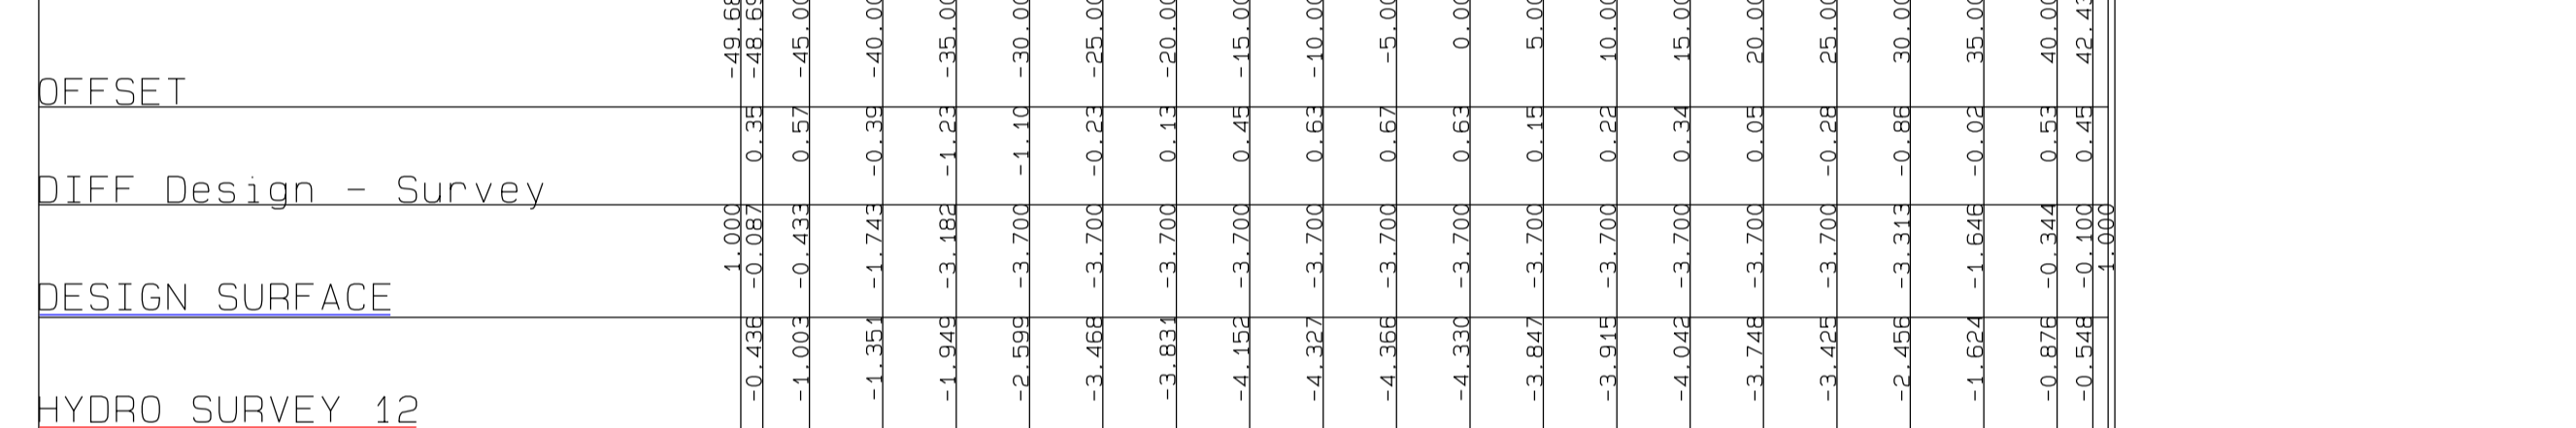 OFFSET -49.68 -48.69 -45.00 -40.00 -35.00 -30.00 -25.00 -20.00 -15.00 -10.00 -5.00 0.00 5.00 10.00 15.00 20.00 25.00 30.00 35.00 40.00 42.43
DIFF Design - Survey 0.35 0.57 -0.39 -1.23 -1.10 -0.23 0.13 0.45 0.63 0.67 0.63 0.15 0.22 0.34 0.05 -0.28 -0.86 -0.02 0.53 0.45
DESIGN SURFACE 1.000 -0.087 -0.433 -1.743 -3.182 -3.700 -3.700 -3.700 -3.700 -3.700 -3.700 -3.700 -3.700 -3.700 -3.700 -3.700 -3.700 -3.313 -1.646 -0.344 -0.100 1.000
HYDRO SURVEY 12 -0.436 -1.003 -1.351 -1.949 -2.599 -3.468 -3.831 -4.152 -4.327 -4.366 -4.330 -3.847 -3.915 -4.042 -3.748 -3.425 -2.456 -1.624 -0.876 -0.548